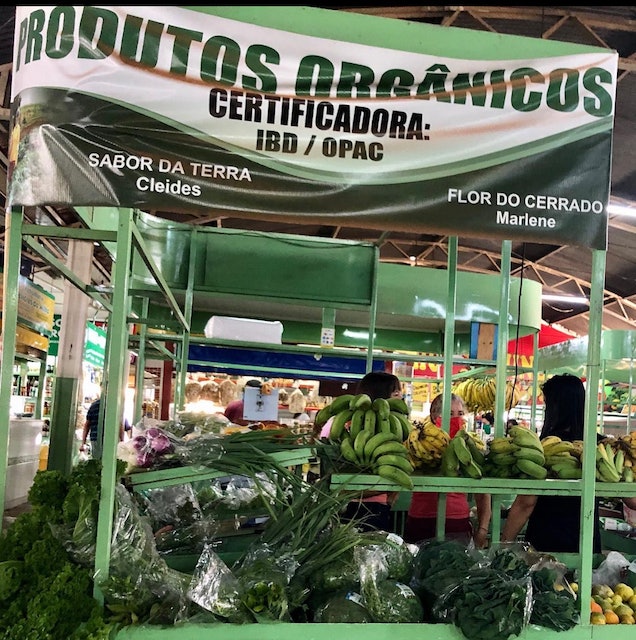 PRODUTOS ORGÂNICOS
CERTIFICADORA:
IBD / OPAC
SABOR DA TERRA
Cleides
FLOR DO CERRADO
Marlene